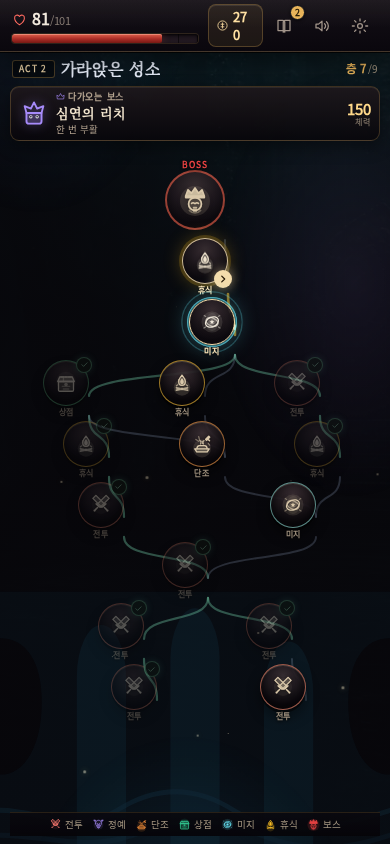 81/101
27
0
2
ACT 2 가라앉은 성소
층 7/9
다가오는 보스
심연의 리치
한 번 부활
150
체력
BOSS
휴식
미지
상점 휴식 전투
휴식 단조 휴식
전투 미지
전투
전투 전투
전투 전투
전투 정예 단조 상점 미지 휴식 보스